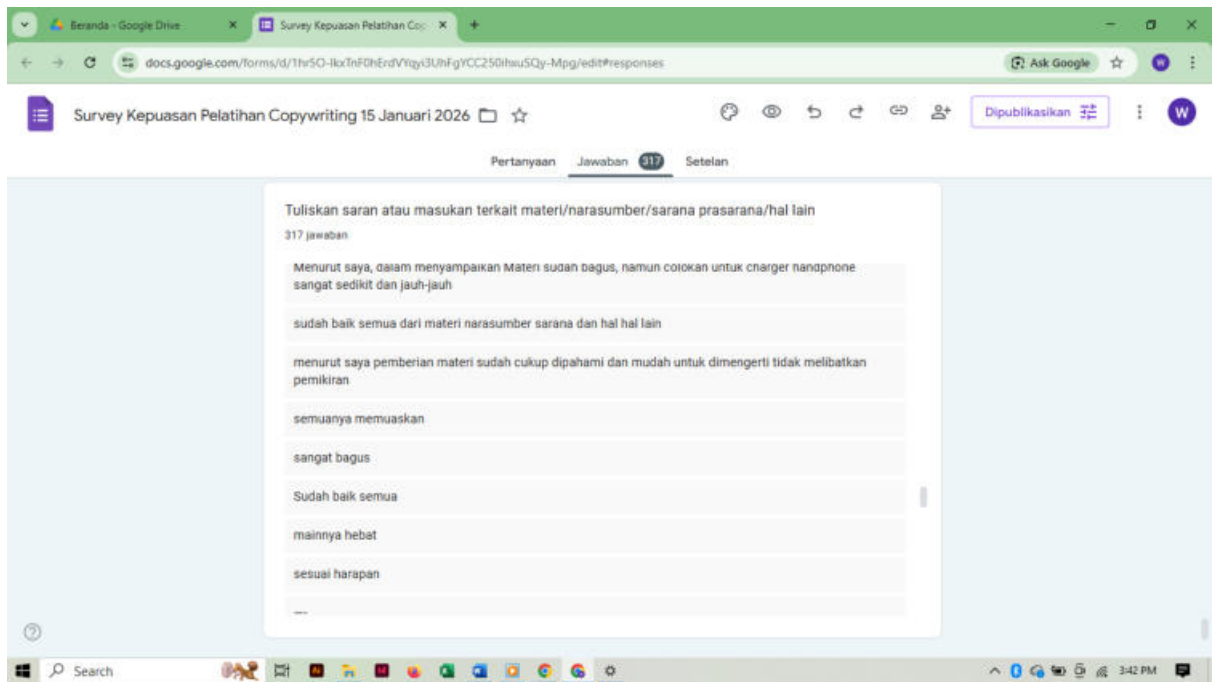 Beranda - Google Drive
Survey Kepuasan Pelatihan Cop
docs.google.com/forms/d/
/edit#responses
Ask Google
Survey Kepuasan Pelatihan Copywriting 15 Januari 2026
Dipublikasikan
W
Pertanyaan Jawaban 317 Setelan
Tuliskan saran atau masukan terkait materi/narasumber/sarana prasarana/hal lain
317 jawaban
Menurut saya, dalam menyampaikan Materi sudah bagus, namun colokan untuk charger handphone
sangat sedikit dan jauh-jauh
sudah baik semua dari materi narasumber sarana dan hal hal lain
menurut saya pemberian materi sudah cukup dipahami dan mudah untuk dimengerti tidak melibatkan
pemikiran
semuanya memuaskan
sangat bagus
Sudah baik semua
mainnya hebat
sesuai harapan
Search
3:42 PM